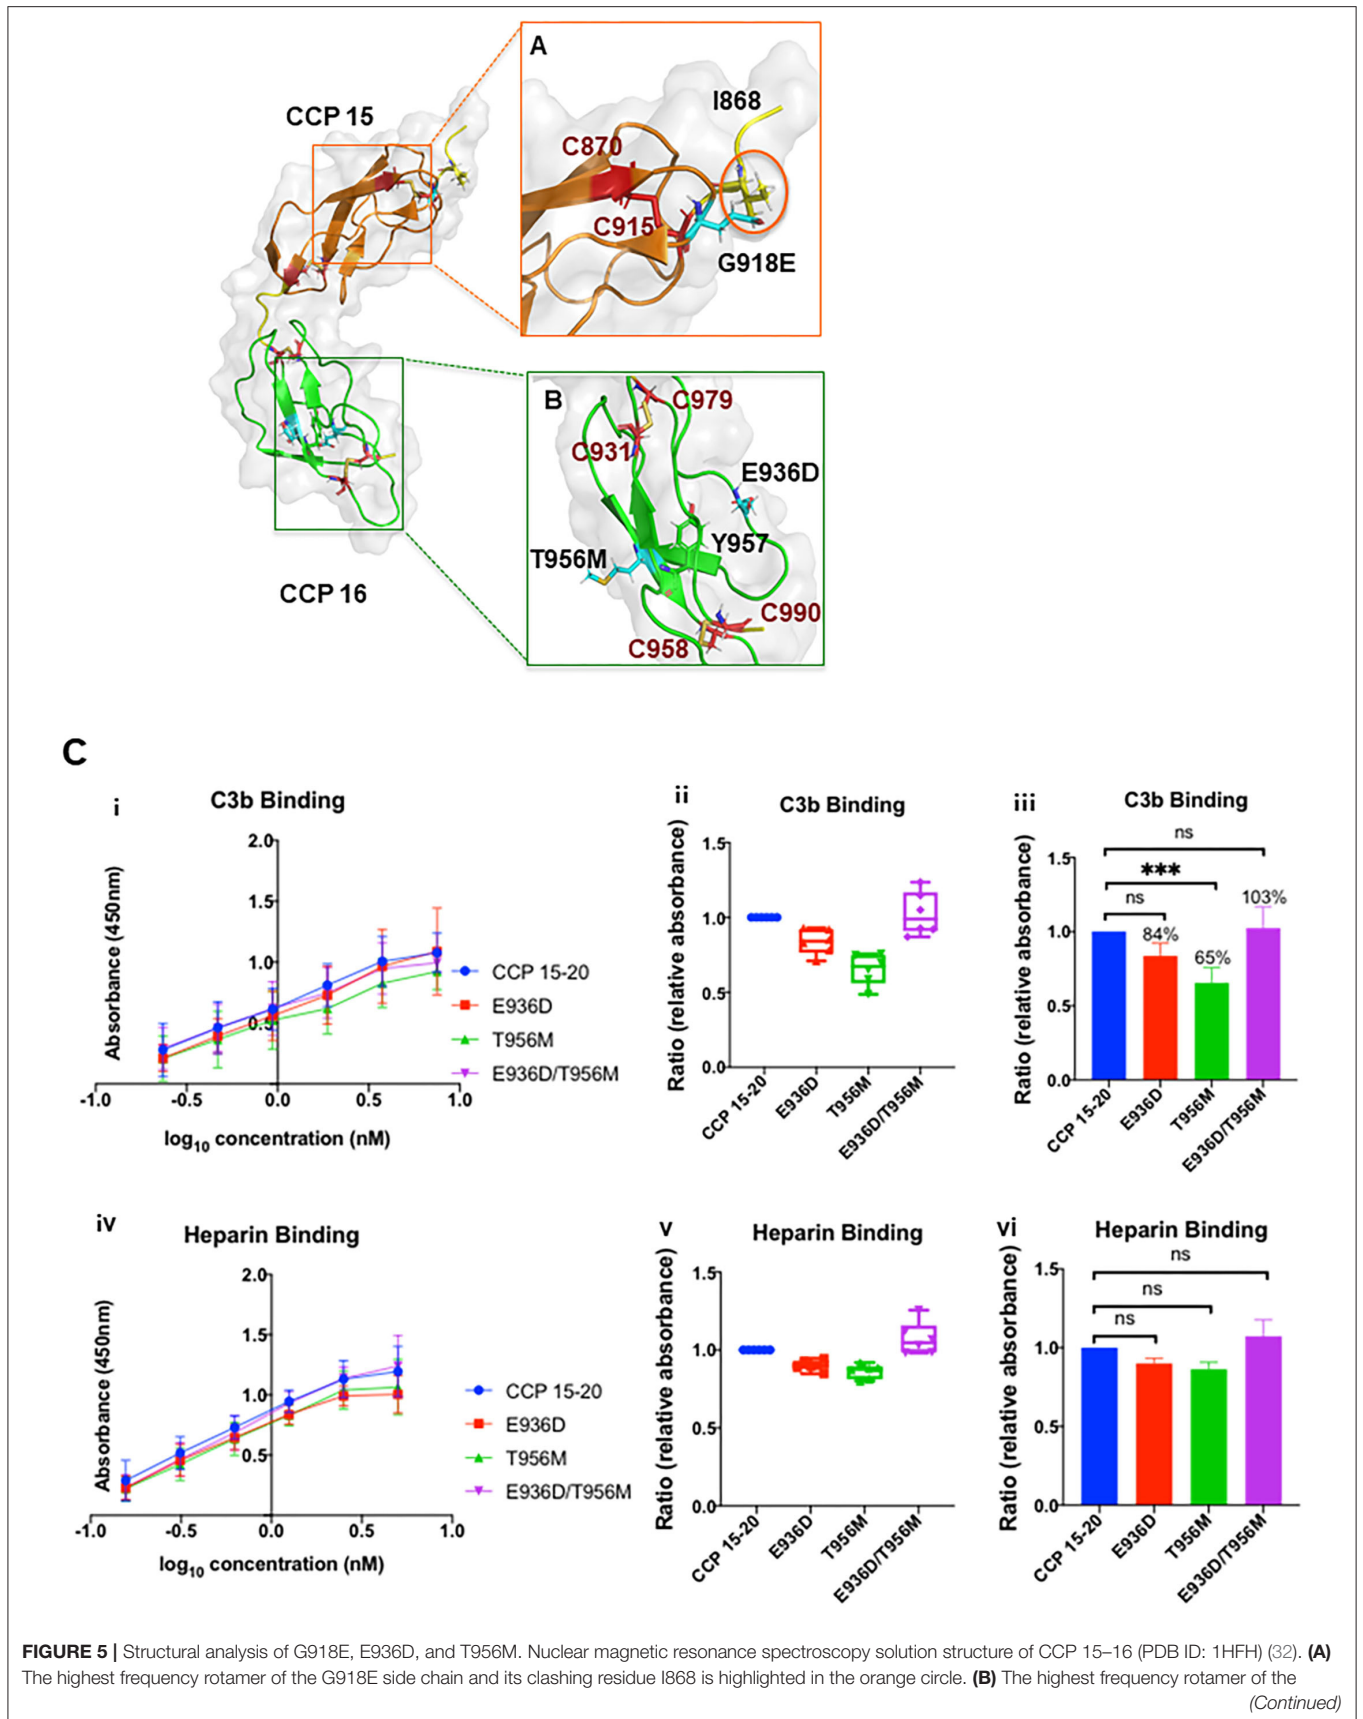 A
CCP 15
I868
C870
C915
G918E
B
C979
C931
E936D
Y957
T956M
C990
C958
CCP 16
C
i
C3b Binding
Absorbance (450nm)
2.0
1.5
1.0
0.5
-1.0 -0.5 0.0 0.5 1.0
log10 concentration (nM)
CCP 15-20
E936D
T956M
E936D/T956M
ii
C3b Binding
Ratio (relative absorbance)
1.5
1.0
0.5
0.0
CCP 15-20 E936D T956M E936D/T956M
iii
C3b Binding
Ratio (relative absorbance)
ns
***
ns
1.5
1.0
0.5
0.0
84%
65%
103%
CCP 15-20 E936D T956M E936D/T956M
iv
Heparin Binding
Absorbance (450nm)
2.0
1.5
1.0
0.5
-1.0 -0.5 0.0 0.5 1.0
log10 concentration (nM)
CCP 15-20
E936D
T956M
E936D/T956M
v
Heparin Binding
Ratio (relative absorbance)
1.5
1.0
0.5
0.0
CCP 15-20 E936D T956M E936D/T956M
vi
Heparin Binding
Ratio (relative absorbance)
ns
ns
ns
1.5
1.0
0.5
0.0
CCP 15-20 E936D T956M E936D/T956M
FIGURE 5 | Structural analysis of G918E, E936D, and T956M. Nuclear magnetic resonance spectroscopy solution structure of CCP 15–16 (PDB ID: 1HFH) (32). (A)
The highest frequency rotamer of the G918E side chain and its clashing residue I868 is highlighted in the orange circle. (B) The highest frequency rotamer of the
(Continued)